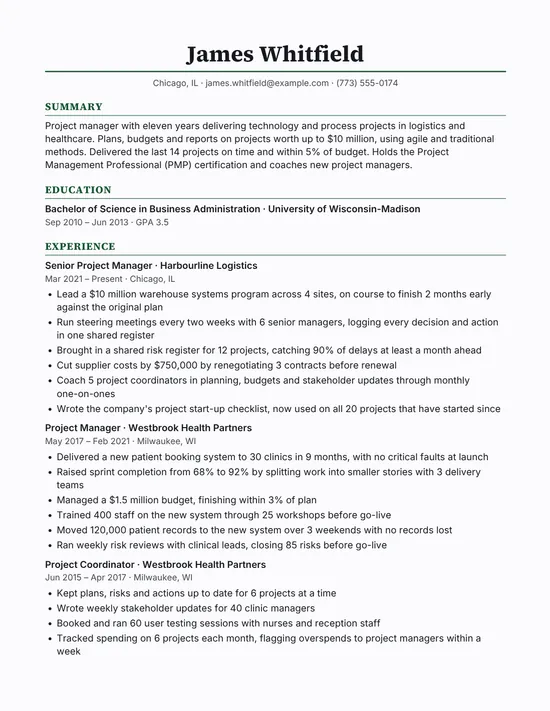 James Whitfield
Chicago, IL · james.whitfield@example.com · (773) 555-0174
SUMMARY
Project manager with eleven years delivering technology and process projects in logistics and
healthcare. Plans, budgets and reports on projects worth up to $10 million, using agile and traditional
methods. Delivered the last 14 projects on time and within 5% of budget. Holds the Project
Management Professional (PMP) certification and coaches new project managers.
EDUCATION
Bachelor of Science in Business Administration · University of Wisconsin-Madison
Sep 2010 – Jun 2013 · GPA 3.5
EXPERIENCE
Senior Project Manager · Harbourline Logistics
Mar 2021 – Present · Chicago, IL
• Lead a $10 million warehouse systems program across 4 sites, on course to finish 2 months early
against the original plan
• Run steering meetings every two weeks with 6 senior managers, logging every decision and action
in one shared register
• Brought in a shared risk register for 12 projects, catching 90% of delays at least a month ahead
• Cut supplier costs by $750,000 by renegotiating 3 contracts before renewal
• Coach 5 project coordinators in planning, budgets and stakeholder updates through monthly
one-on-ones
• Wrote the company's project start-up checklist, now used on all 20 projects that have started since
Project Manager · Westbrook Health Partners
May 2017 – Feb 2021 · Milwaukee, WI
• Delivered a new patient booking system to 30 clinics in 9 months, with no critical faults at launch
• Raised sprint completion from 68% to 92% by splitting work into smaller stories with 3 delivery
teams
• Managed a $1.5 million budget, finishing within 3% of plan
• Trained 400 staff on the new system through 25 workshops before go-live
• Moved 120,000 patient records to the new system over 3 weekends with no records lost
• Ran weekly risk reviews with clinical leads, closing 85 risks before go-live
Project Coordinator · Westbrook Health Partners
Jun 2015 – Apr 2017 · Milwaukee, WI
• Kept plans, risks and actions up to date for 6 projects at a time
• Wrote weekly stakeholder updates for 40 clinic managers
• Booked and ran 60 user testing sessions with nurses and reception staff
• Tracked spending on 6 projects each month, flagging overspends to project managers within a
week